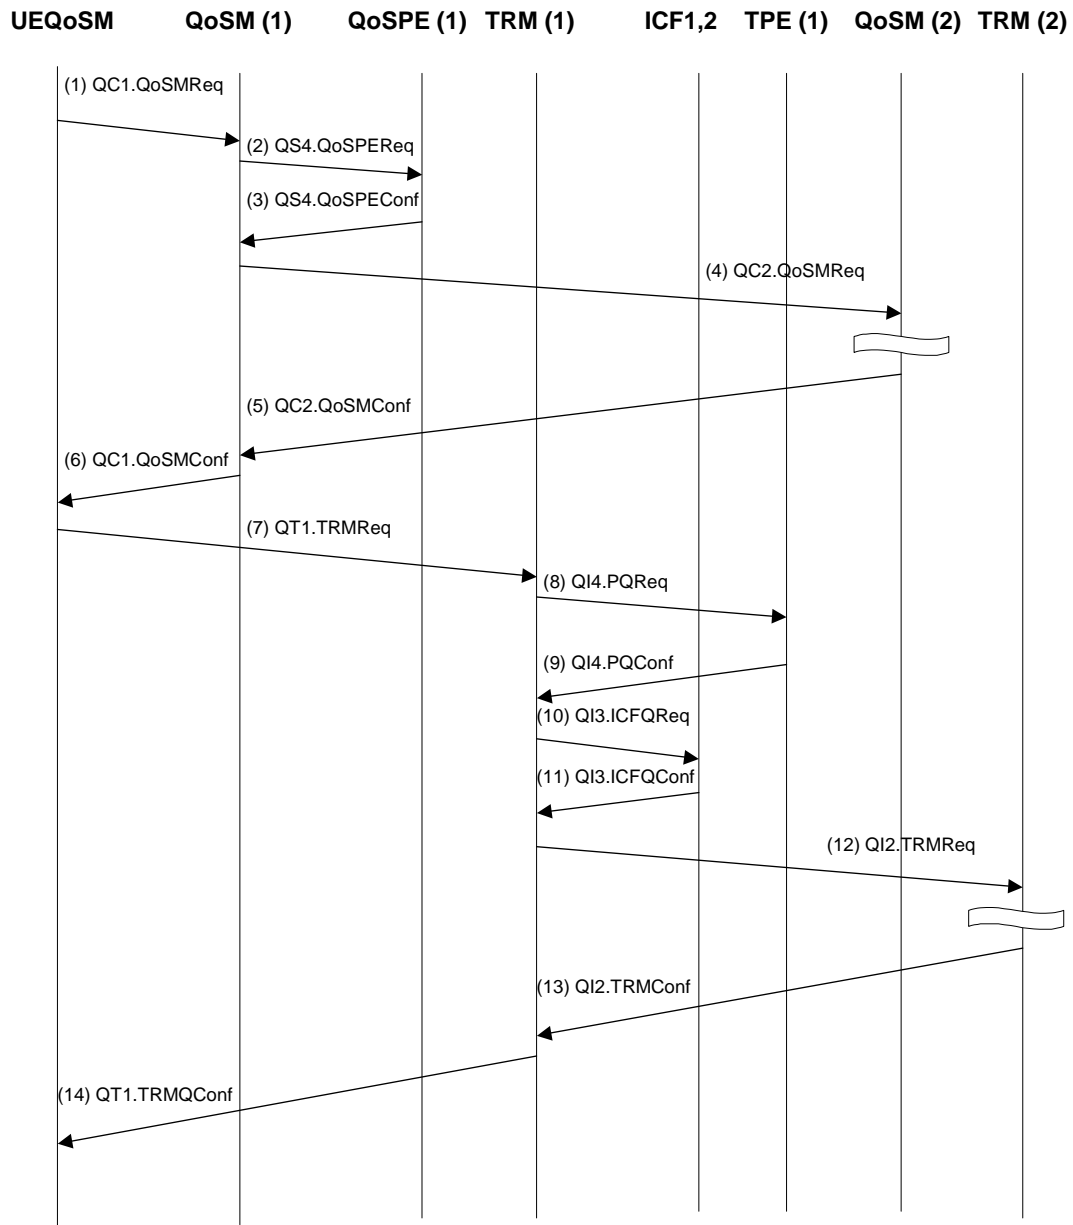 UEQoSM QoSM (1) QoSPE (1) TRM (1) ICF1,2 TPE (1) QoSM (2) TRM (2)
(1) QC1.QoSMReq
(2) QS4.QoSPEReq
(3) QS4.QoSPEConf
(4) QC2.QoSMReq
(5) QC2.QoSMConf
(6) QC1.QoSMConf
(7) QT1.TRMReq
(8) QI4.PQReq
(9) QI4.PQConf
(10) QI3.ICFQReq
(11) QI3.ICFQConf
(12) QI2.TRMReq
(13) QI2.TRMConf
(14) QT1.TRMQConf